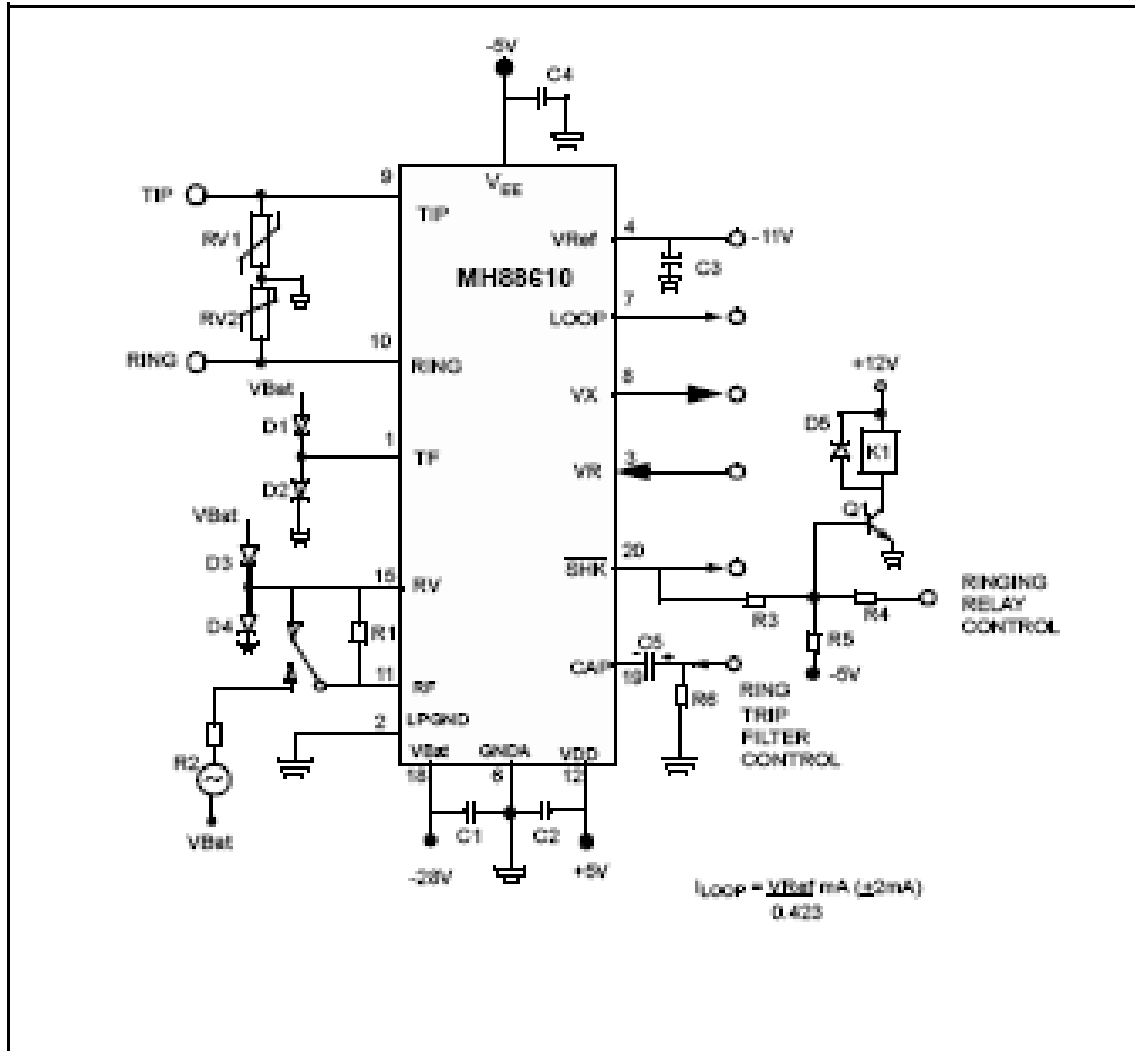 -5V
C4
9
VEE
TIP
TIP
RV1
4
VRef
-11V
C3
MH88610
7
RV2
LOOP
10
RING
RING
VBat
VX
+12V
D1
D5
K1
1
3
TF
VR
D2
Q1
VBat
20
SHK
D3
15
RV
RINGING
RELAY
CONTROL
R4
R3
D4
R1
R5
C5
-5V
CAP
19
11
RF
R6
RING
TRIP
FILTER
CONTROL
2
LPGND
VBat
GNDA
VDD
R2
18
6
12
C1
C2
VBat
-28V
+5V
ILOOP = VRef mA (±2mA)
0.423